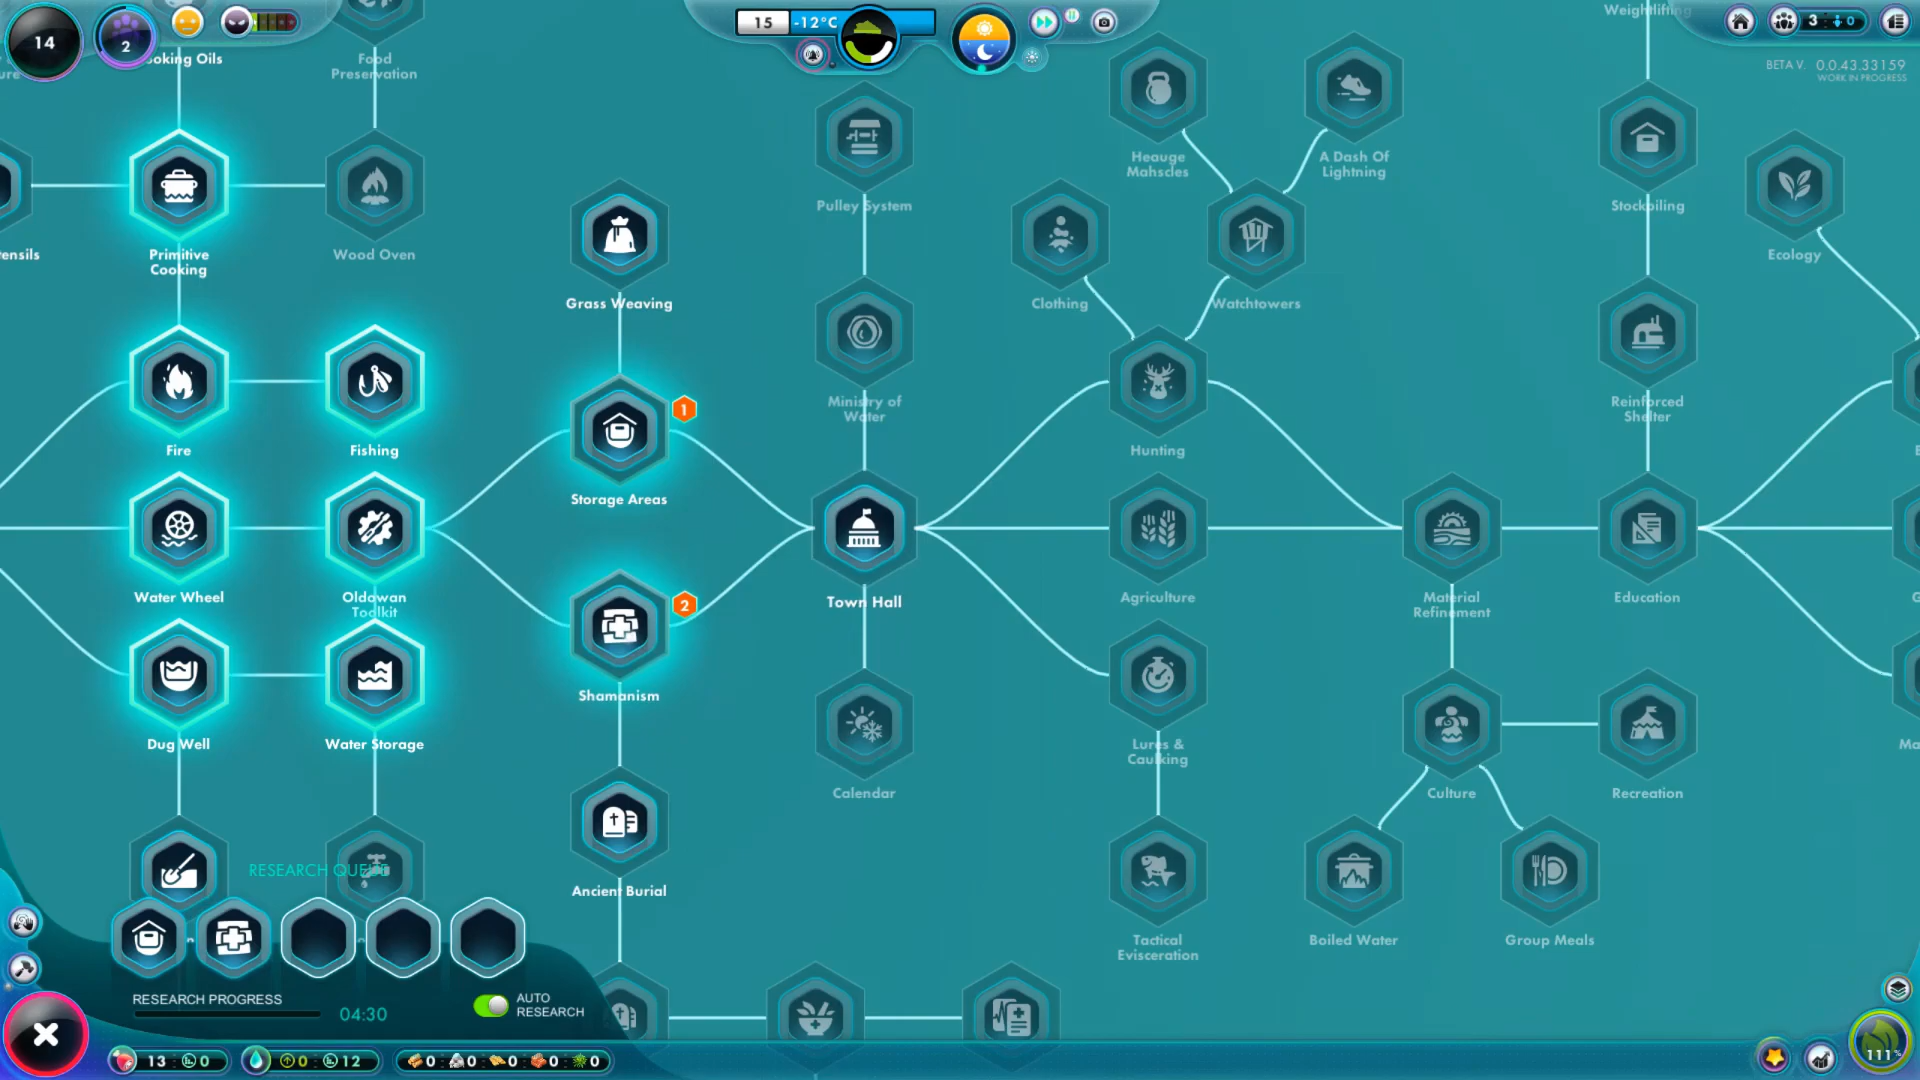 14
2
15
-12°C
3
0
BETA V. 0.0.43.33159
WORK IN PROGRESS
Weightlifting
Cooking Oils
Food
Preservation
Heauge
Mahscles
A Dash Of
Lightning
Pulley System
Stockpiling
ensils
Primitive
Cooking
Wood Oven
Grass Weaving
Clothing
Watchtowers
Ecology
Fire
Fishing
1
Storage Areas
Ministry of
Water
Hunting
Reinforced
Shelter
Water Wheel
Oldowan
Toolkit
2
Town Hall
Agriculture
Material
Refinement
Education
Shamanism
Dug Well
Water Storage
Calendar
Lures &
Caulking
Culture
Recreation
Ancient Burial
Tactical
Evisceration
Boiled Water
Group Meals
RESEARCH QUEUE
RESEARCH PROGRESS
04:30
AUTO
RESEARCH
13
0
0
12
0
0
0
0
0
111%